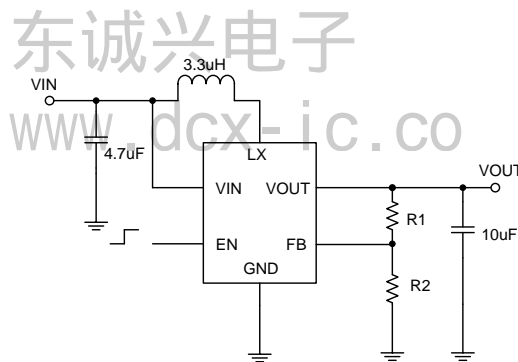 东诚兴电子
3.3uH
VIN
www.dcx-ic.co
4.7uF
LX
VOUT
VIN
VOUT
R1
10uF
EN
FB
GND
R2